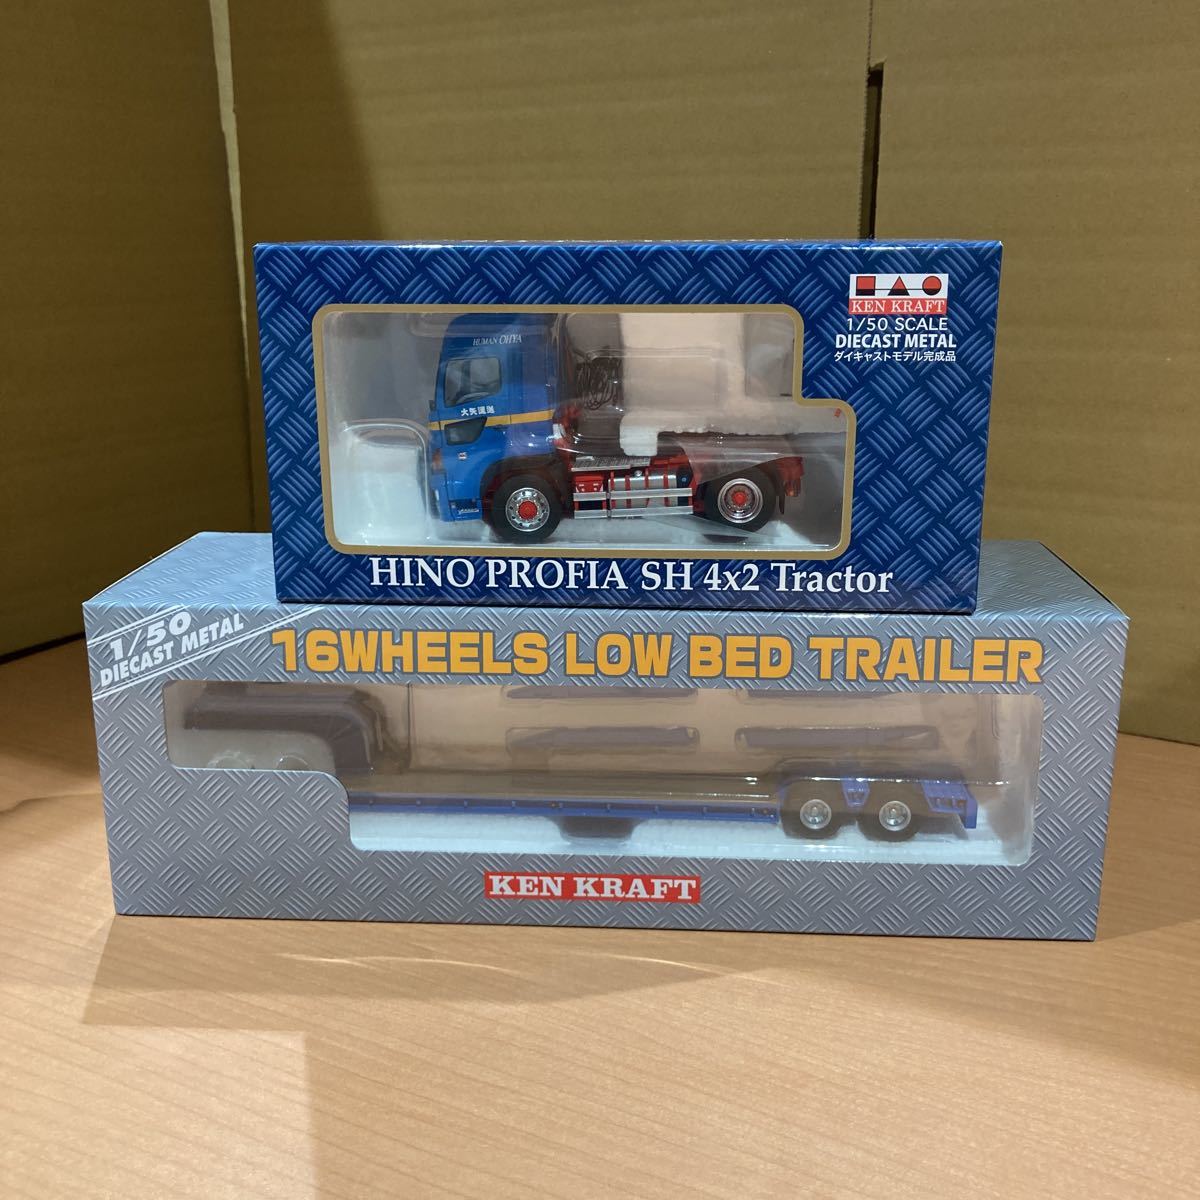 KEN KRAFT
1/50 SCALE
DIECAST METAL
ダイキャストモデル完成品
HUMAN OHYA
大矢運送
HINO PROFIA SH 4x2 Tractor
1/50
DIECAST METAL
16WHEELS LOW BED TRAILER
KEN KRAFT